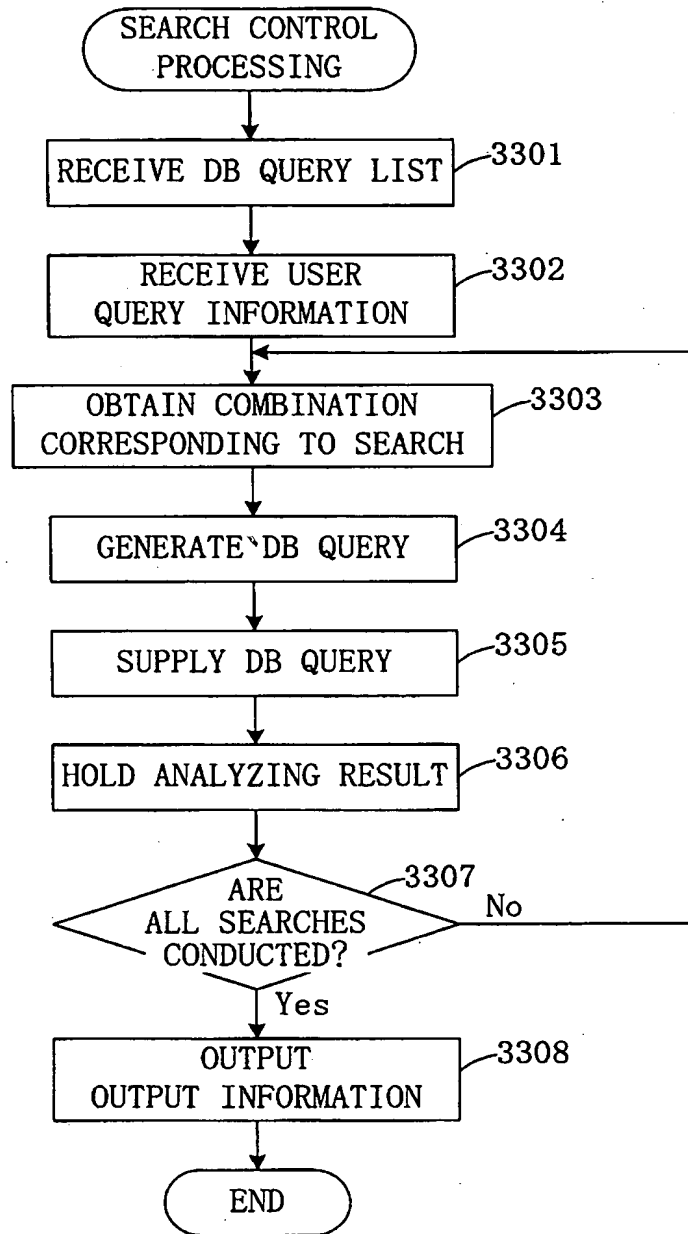 SEARCH CONTROL
PROCESSING
RECEIVE DB QUERY LIST
3301
RECEIVE USER
QUERY INFORMATION
3302
OBTAIN COMBINATION
CORRESPONDING TO SEARCH
3303
GENERATE DB QUERY
3304
SUPPLY DB QUERY
3305
HOLD ANALYZING RESULT
3306
ARE
ALL SEARCHES
CONDUCTED?
3307
No
Yes
OUTPUT
OUTPUT INFORMATION
3308
END